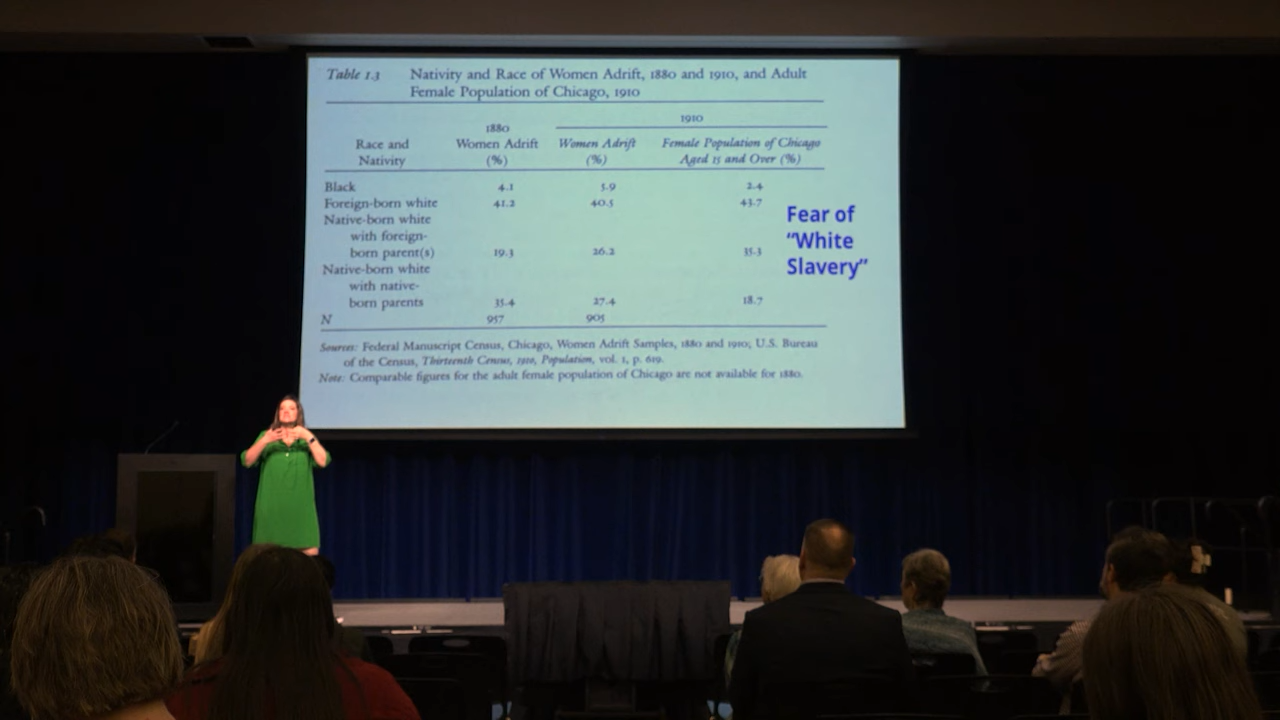 Table 1.3 Nativity and Race of Women Adrift, 1880 and 1910, and Adult
Female Population of Chicago, 1910
1910
1880
Race and Women Adrift Women Adrift Female Population of Chicago
Nativity (%) (%) Aged 15 and Over (%)
Black 4.1 5.9 2.4
Foreign-born white 41.2 40.5 43.7
Native-born white
with foreign-
born parent(s) 19.3 26.2 35.3
Native-born white
with native-
born parents 35.4 27.4 18.7
N 957 905
Fear of
"White
Slavery"
Sources: Federal Manuscript Census, Chicago, Women Adrift Samples, 1880 and 1910; U.S. Bureau
of the Census, Thirteenth Census, 1910, Population, vol. 1, p. 619.
Note: Comparable figures for the adult female population of Chicago are not available for 1880.